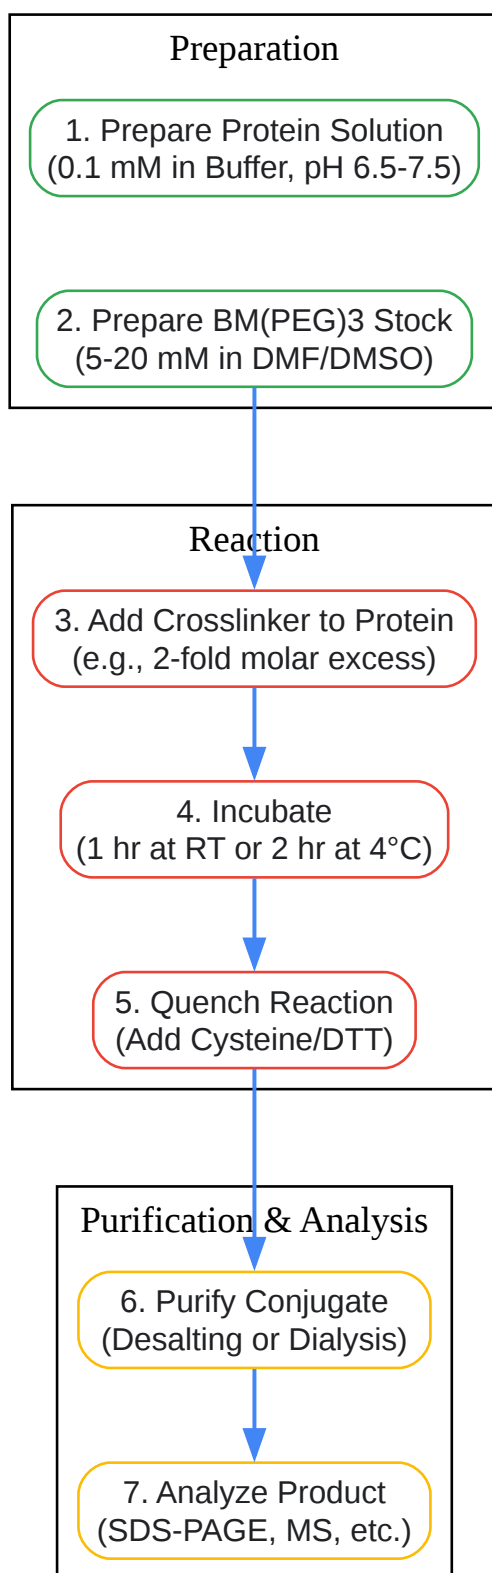 Preparation
1. Prepare Protein Solution
(0.1 mM in Buffer, pH 6.5-7.5)
2. Prepare BM(PEG)3 Stock
(5-20 mM in DMF/DMSO)
Reaction
3. Add Crosslinker to Protein
(e.g., 2-fold molar excess)
4. Incubate
(1 hr at RT or 2 hr at 4°C)
5. Quench Reaction
(Add Cysteine/DTT)
Purification & Analysis
6. Purify Conjugate
(Desalting or Dialysis)
7. Analyze Product
(SDS-PAGE, MS, etc.)